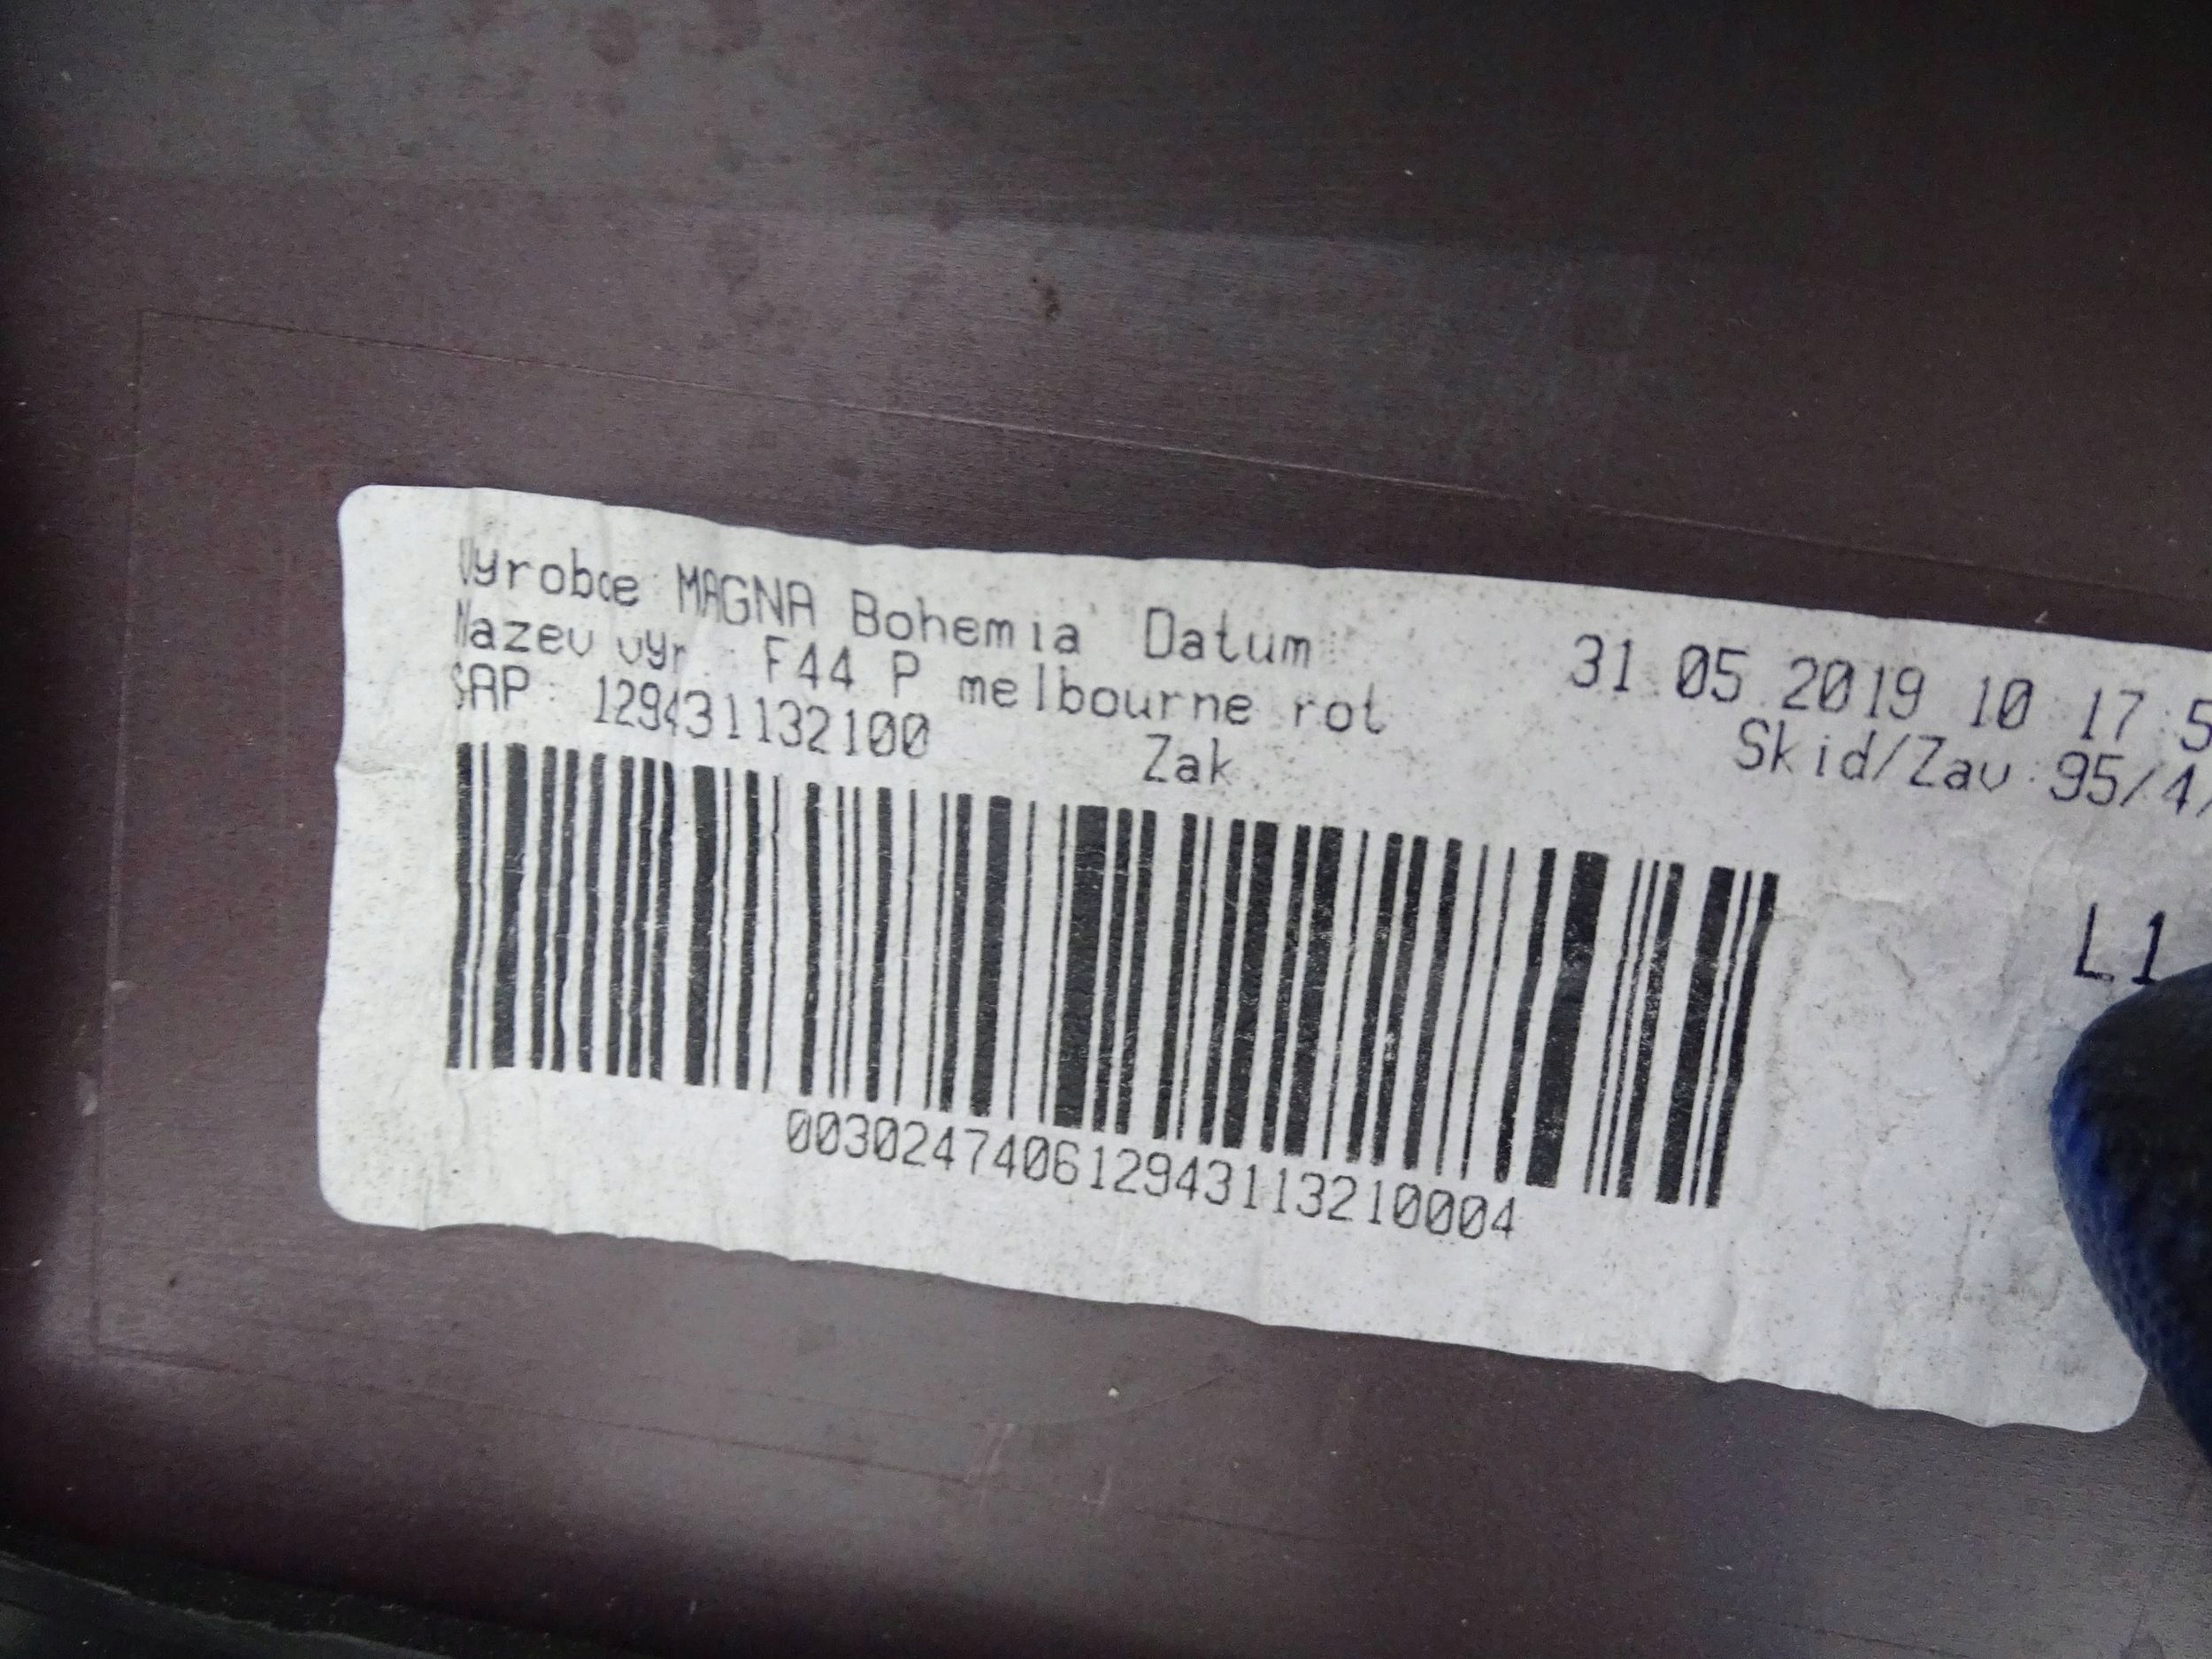 Vyrobce: MAGNA Bohemia Datum: 31.05.2019 10:17:5
Nazev vyr.: F44 P melbourne rot Skid/Zav.:95/4/
SAP: 129431132100 Zak
L1
003024740612943113210004